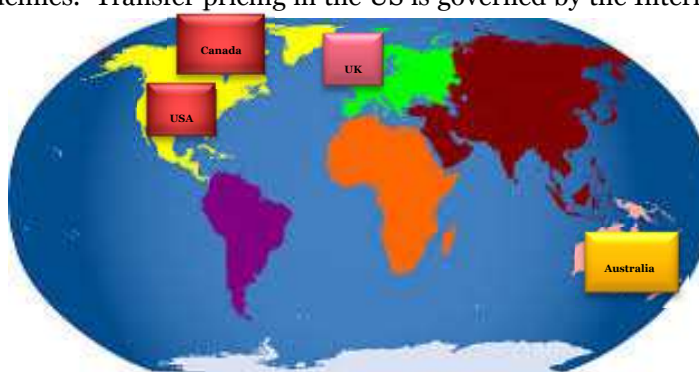 Transfer pricing in the US is governed by the
Canada
UK
USA
Australia